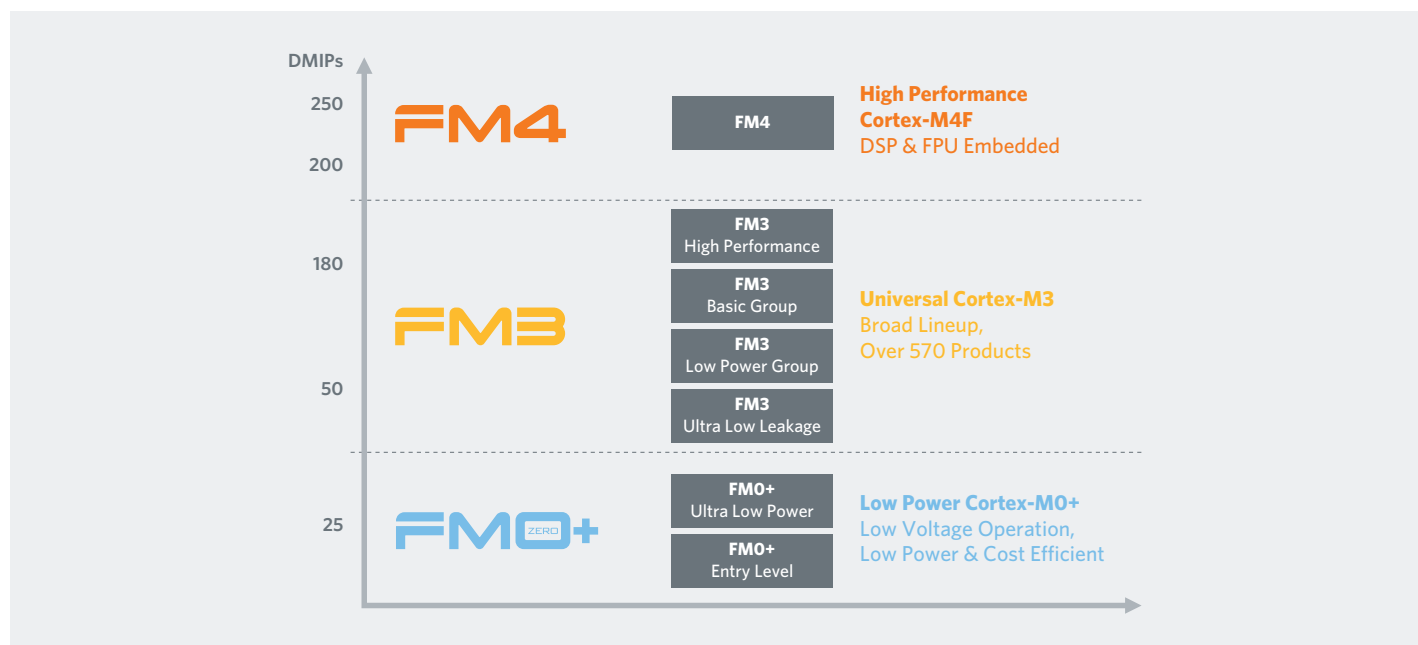 DMIPs
250
200
180
50
25
FM4
FM4
High Performance
Cortex-M4F
DSP & FPU Embedded
FM3
FM3
High Performance
FM3
Basic Group
FM3
Low Power Group
FM3
Ultra Low Leakage
Universal Cortex-M3
Broad Lineup,
Over 570 Products
FM0+
ZERO
FM0+
Ultra Low Power
FM0+
Entry Level
Low Power Cortex-M0+
Low Voltage Operation,
Low Power & Cost Efficient